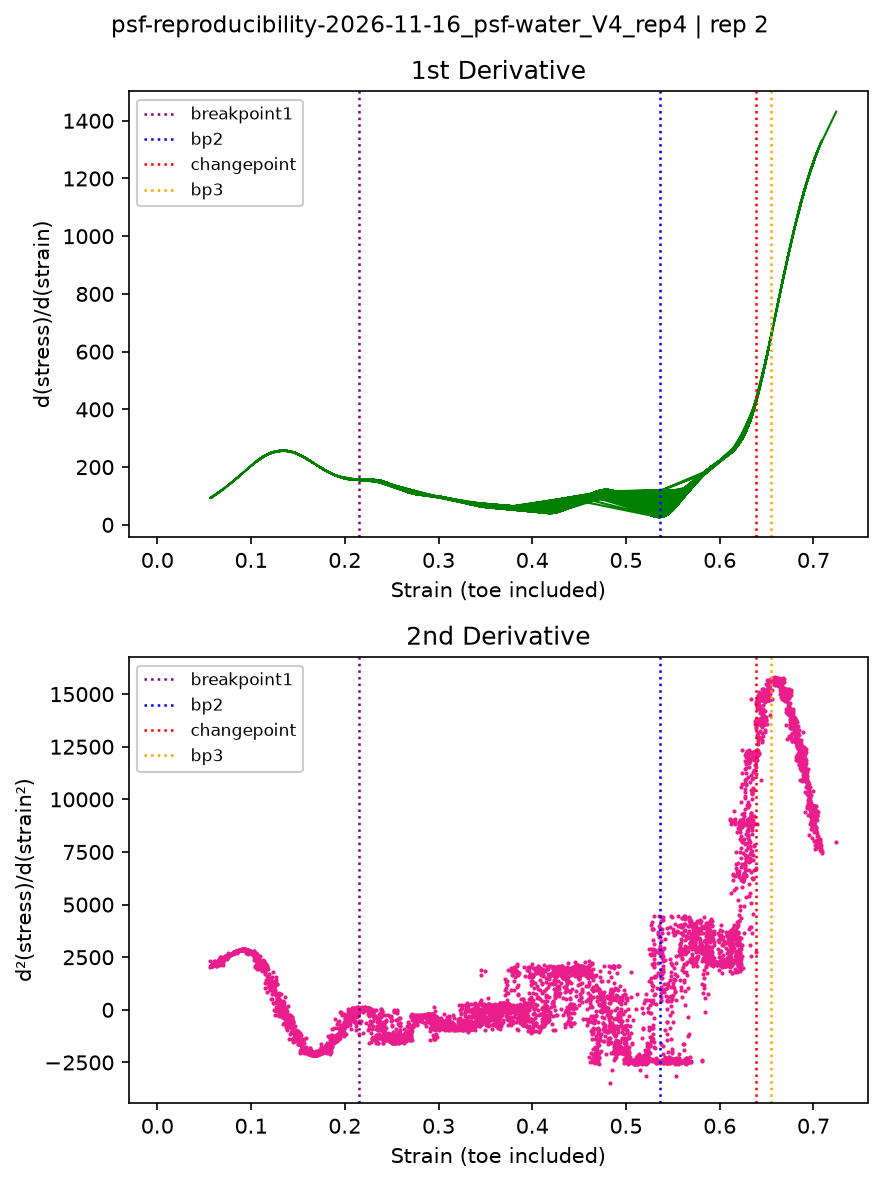 psf-reproducibility-2026-11-16_psf-water_V4_rep4 | rep 2
1st Derivative
breakpoint1
bp2
changepoint
bp3
d(stress)/d(strain)
1400
1200
1000
800
600
400
200
0
0.0 0.1 0.2 0.3 0.4 0.5 0.6 0.7
Strain (toe included)
2nd Derivative
breakpoint1
bp2
changepoint
bp3
d²(stress)/d(strain²)
15000
12500
10000
7500
5000
2500
0
−2500
0.0 0.1 0.2 0.3 0.4 0.5 0.6 0.7
Strain (toe included)